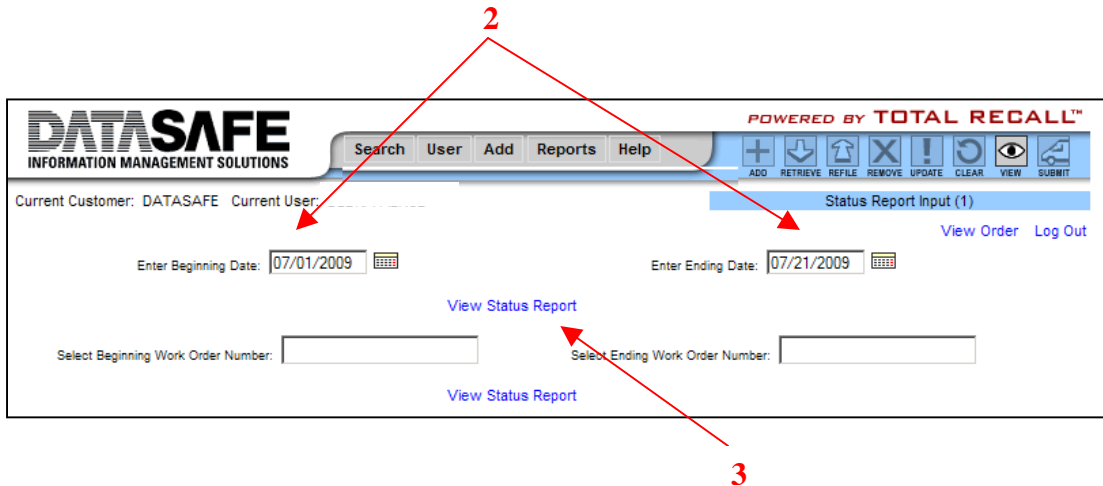 2
DATASAFE
INFORMATION MANAGEMENT SOLUTIONS
POWERED BY TOTAL RECALL™
Search User Add Reports Help
ADD RETRIEVE REFILE REMOVE UPDATE CLEAR VIEW SUBMIT
Current Customer: DATASAFE Current User:
Status Report Input (1)
View Order Log Out
Enter Beginning Date: 07/01/2009 Enter Ending Date: 07/21/2009
View Status Report
Select Beginning Work Order Number: Select Ending Work Order Number:
View Status Report
3